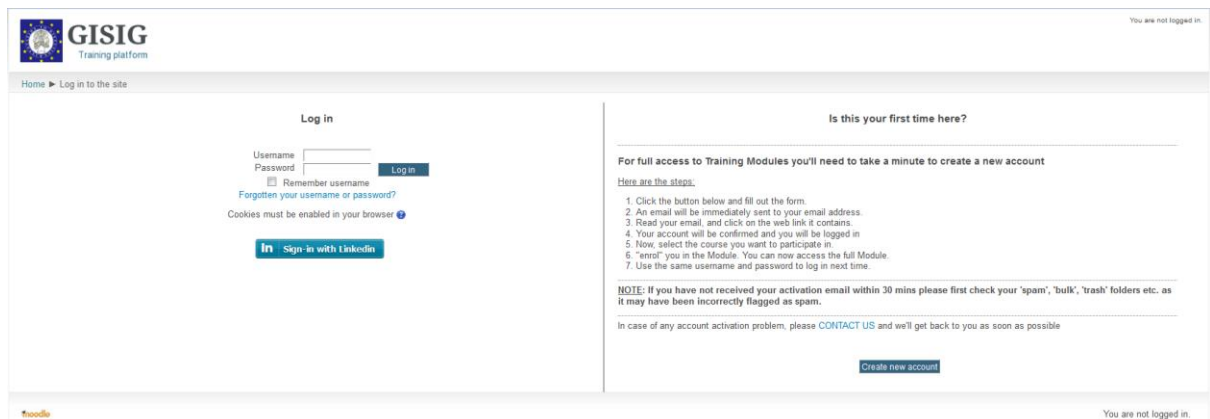 You are not logged in.
GISIG
Training platform
Home ► Log in to the site
Log in
Username
Password
Log in
Remember username
Forgotten your username or password?
Cookies must be enabled in your browser
in Sign-in with Linkedin
Is this your first time here?
For full access to Training Modules you'll need to take a minute to create a new account
Here are the steps:
1. Click the button below and fill out the form.
2. An email will be immediately sent to your email address.
3. Read your email, and click on the web link it contains.
4. Your account will be confirmed and you will be logged in
5. Now, select the course you want to participate in.
6. "enrol" you in the Module. You can now access the full Module.
7. Use the same username and password to log in next time.
NOTE: If you have not received your activation email within 30 mins please first check your 'spam', 'bulk', 'trash' folders etc. as
it may have been incorrectly flagged as spam.
In case of any account activation problem, please CONTACT US and we'll get back to you as soon as possible
Create new account
moodle
You are not logged in.